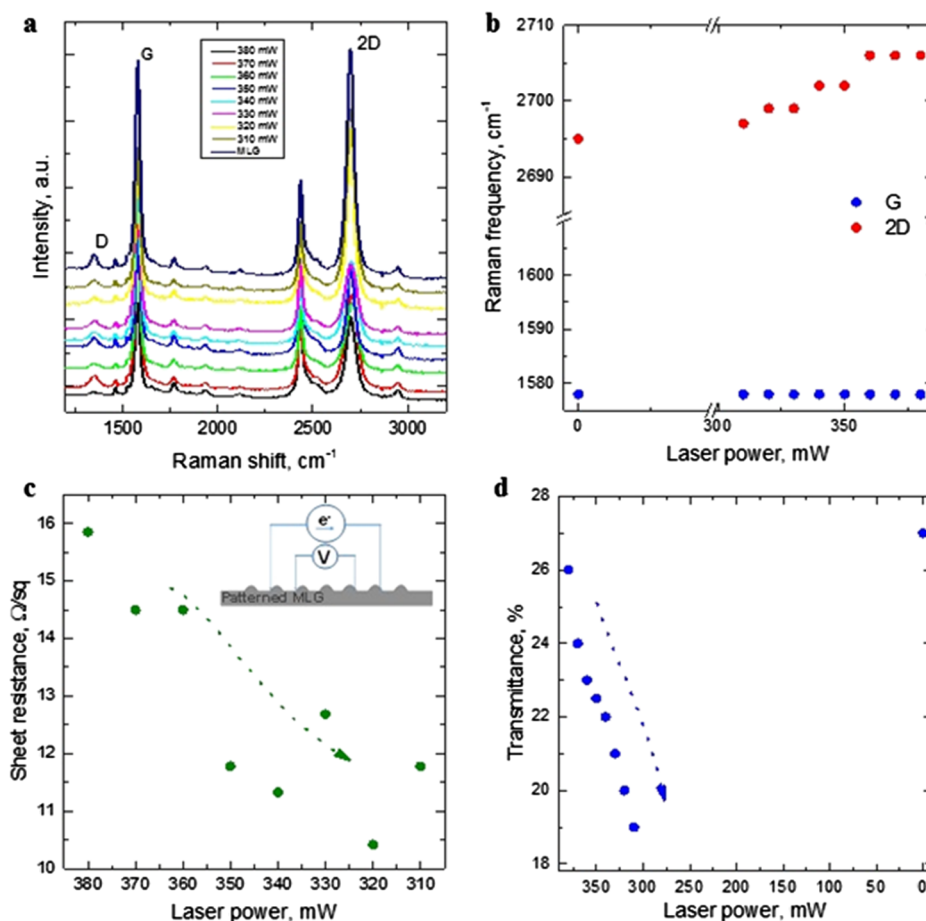 a
G
2D
D
380 mW
370 mW
360 mW
350 mW
340 mW
330 mW
320 mW
310 mW
MLG
Intensity, a.u.
1500 2000 2500 3000
Raman shift, cm⁻¹
b
2710
2700
2690
1600
1590
1580
G
2D
Raman frequency, cm⁻¹
0 300 350
Laser power, mW
c
16
15
14
13
12
11
10
e⁻
V
Patterned MLG
Sheet resistance, Ω/sq
380 370 360 350 340 330 320 310
Laser power, mW
d
28
26
24
22
20
18
Transmittance, %
350 300 250 200 150 100 50 0
Laser power, mW